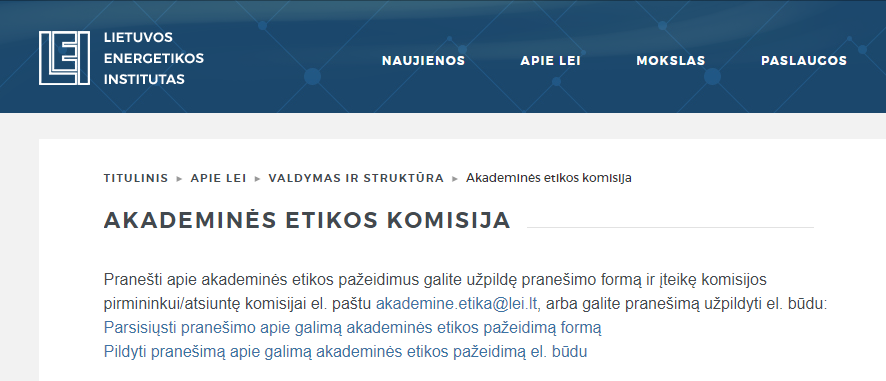 LIETUVOS
ENERGETIKOS
INSTITUTAS
NAUJIENOS APIE LEI MOKSLAS PASLAUGOS
TITULINIS ▸ APIE LEI ▸ VALDYMAS IR STRUKTŪRA ▸ Akademinės etikos komisija
AKADEMINĖS ETIKOS KOMISIJA
Pranešti apie akademinės etikos pažeidimus galite užpildę pranešimo formą ir įteikę komisijos
pirmininkui/atsiuntę komisijai el. paštu akademine.etika@lei.lt, arba galite pranešimą užpildyti el. būdu:
Parsisiųsti pranešimo apie galimą akademinės etikos pažeidimą formą
Pildyti pranešimą apie galimą akademinės etikos pažeidimą el. būdu